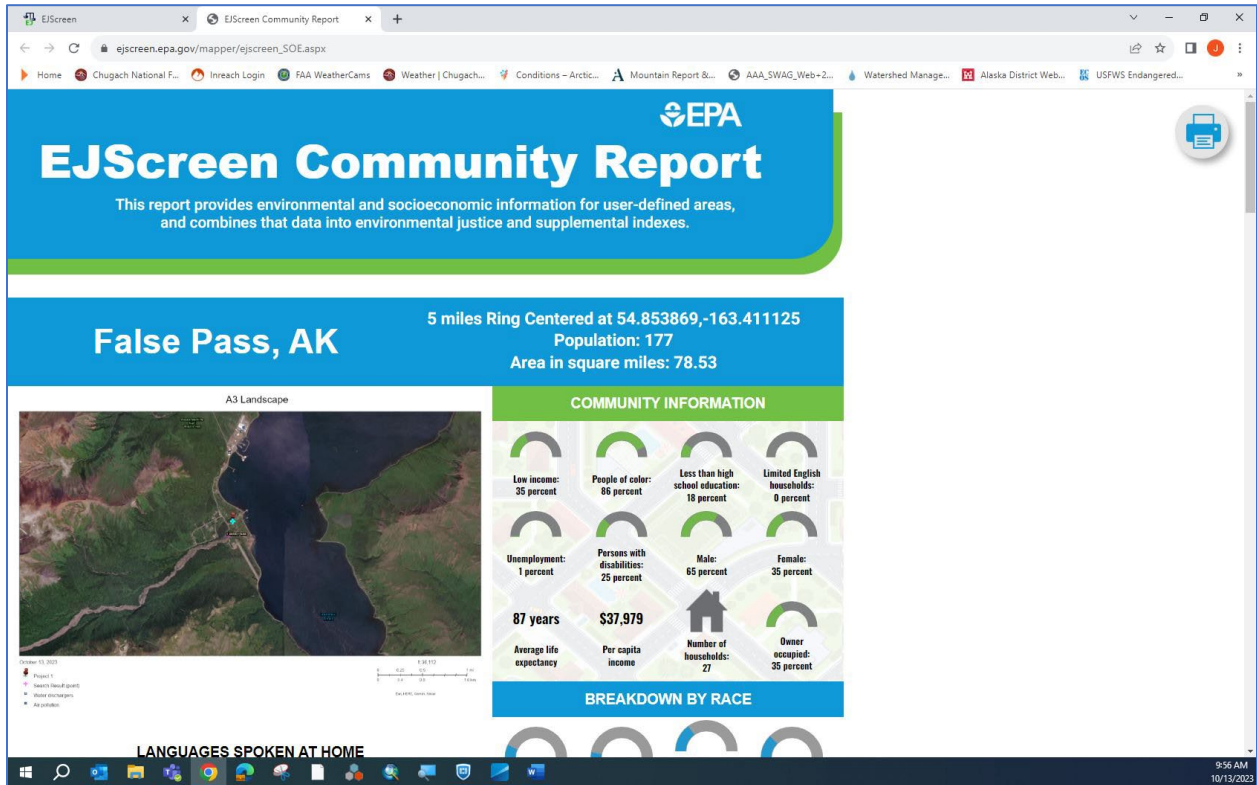 EJScreen
EJScreen Community Report
ejscreen.epa.gov/mapper/ejscreen_SOE.aspx
Home
Chugach National F...
Inreach Login
FAA WeatherCams
Weather | Chugach...
Conditions – Arctic...
Mountain Report &...
AAA_SWAG_Web+2...
Watershed Manage...
Alaska District Web...
USFWS Endangered...
»
J
EPA
EJScreen Community Report
This report provides environmental and socioeconomic information for user-defined areas,
and combines that data into environmental justice and supplemental indexes.
False Pass, AK
5 miles Ring Centered at 54.853869,-163.411125
Population: 177
Area in square miles: 78.53
A3 Landscape
October 13, 2023
Project 1
Search Result (point)
Water dischargers
Air pollution
COMMUNITY INFORMATION
Low income:
35 percent
People of color:
86 percent
Less than high
school education:
18 percent
Limited English
households:
0 percent
Unemployment:
1 percent
Persons with
disabilities:
25 percent
Male:
65 percent
Female:
35 percent
87 years
Average life
expectancy
$37,979
Per capita
income
Number of
households:
27
Owner
occupied:
35 percent
BREAKDOWN BY RACE
LANGUAGES SPOKEN AT HOME
9:56 AM
10/13/2023